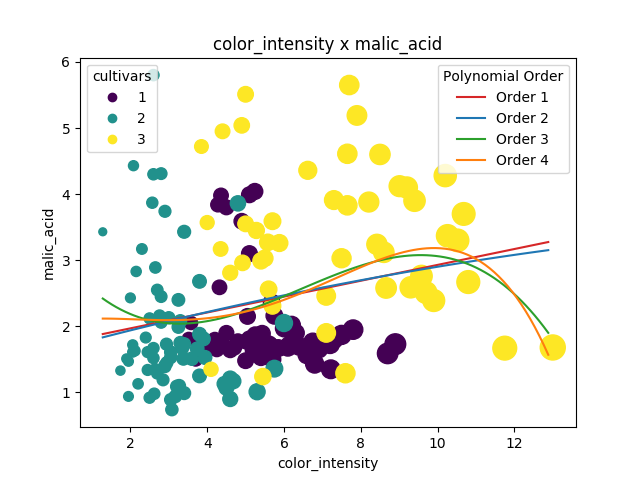 color_intensity x malic_acid
cultivars
1
2
3
Polynomial Order
Order 1
Order 2
Order 3
Order 4
malic_acid
6
5
4
3
2
1
2 4 6 8 10 12
color_intensity